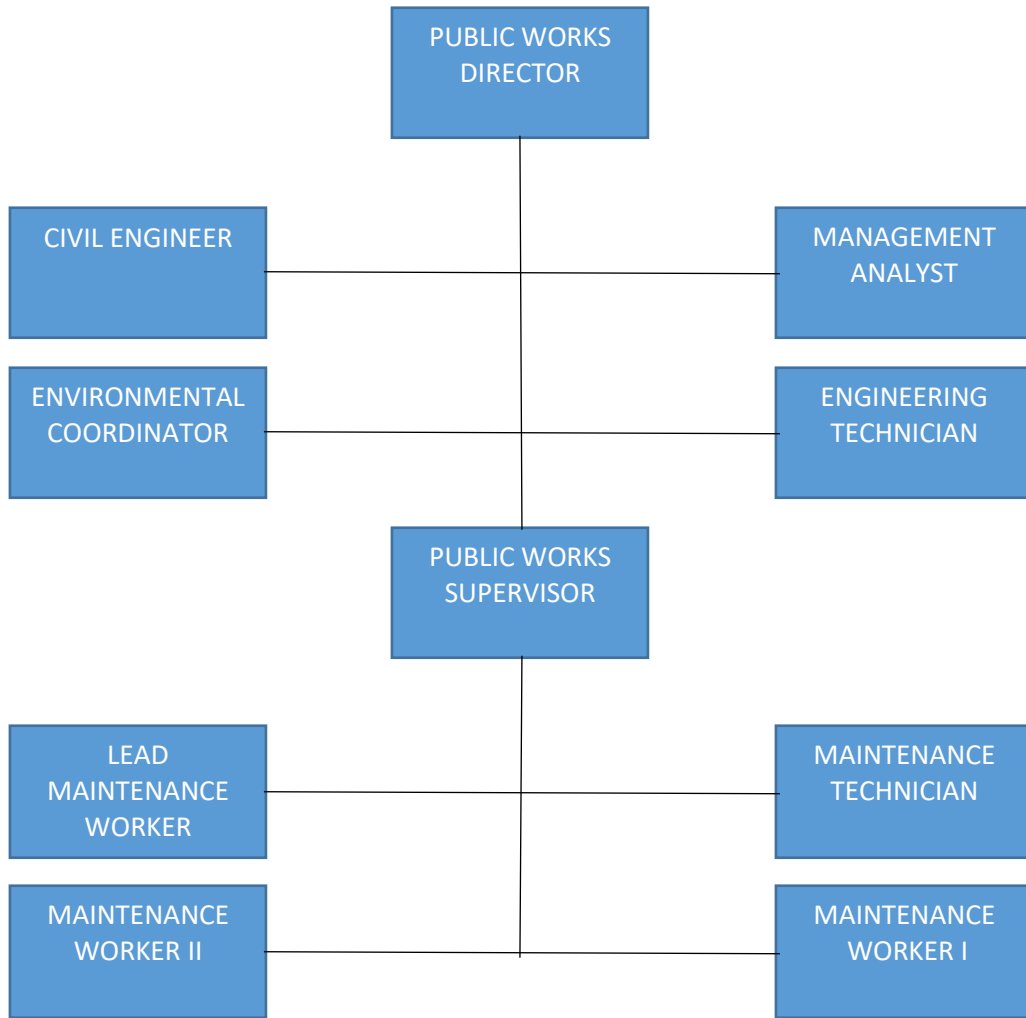 PUBLIC WORKS
DIRECTOR
CIVIL ENGINEER
MANAGEMENT
ANALYST
ENVIRONMENTAL
COORDINATOR
ENGINEERING
TECHNICIAN
PUBLIC WORKS
SUPERVISOR
LEAD
MAINTENANCE
WORKER
MAINTENANCE
TECHNICIAN
MAINTENANCE
WORKER II
MAINTENANCE
WORKER I